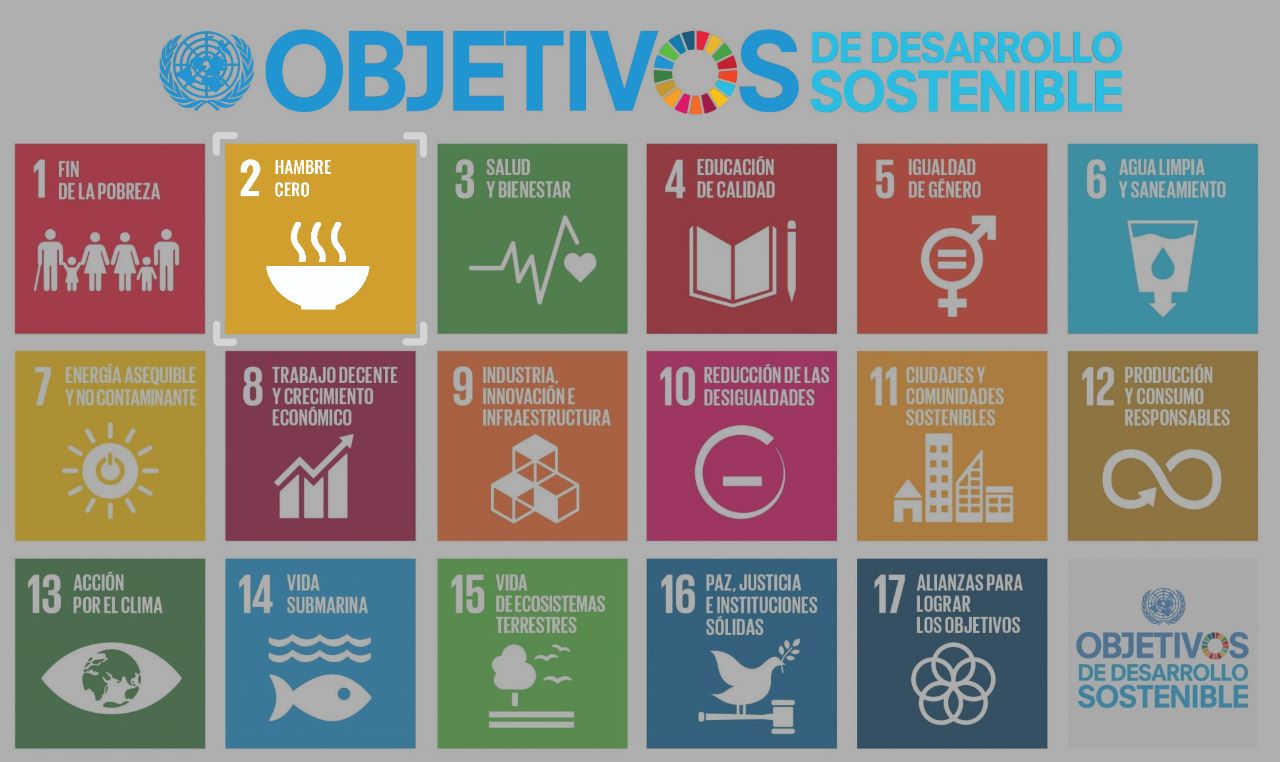 OBJETIVOS
DE DESARROLLO
SOSTENIBLE
1 FIN
DE LA POBREZA
2 HAMBRE
CERO
3 SALUD
Y BIENESTAR
4 EDUCACIÓN
DE CALIDAD
5 IGUALDAD
DE GÉNERO
6 AGUA LIMPIA
Y SANEAMIENTO
7 ENERGÍA ASEQUIBLE
Y NO CONTAMINANTE
8 TRABAJO DECENTE
Y CRECIMIENTO
ECONÓMICO
9 INDUSTRIA,
INNOVACIÓN E
INFRAESTRUCTURA
10 REDUCCIÓN DE LAS
DESIGUALDADES
11 CIUDADES Y
COMUNIDADES
SOSTENIBLES
12 PRODUCCIÓN
Y CONSUMO
RESPONSABLES
13 ACCIÓN
POR EL CLIMA
14 VIDA
SUBMARINA
15 VIDA
DE ECOSISTEMAS
TERRESTRES
16 PAZ, JUSTICIA
E INSTITUCIONES
SÓLIDAS
17 ALIANZAS PARA
LOGRAR
LOS OBJETIVOS
OBJETIVOS
DE DESARROLLO
SOSTENIBLE